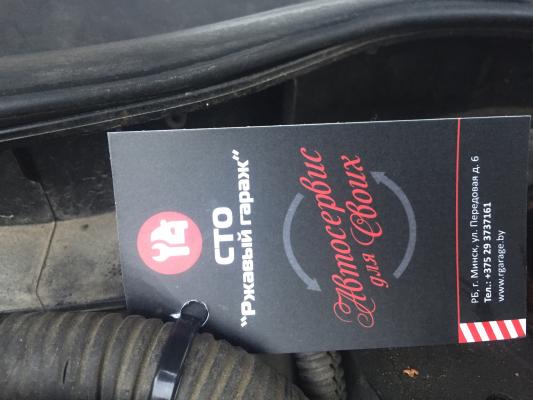 СТО
"Ржавый гараж"
Автосервис
для Своих
РБ, г. Минск, ул. Передовая д. 6
Тел.: +375 29 3737161
www.rgarage.by